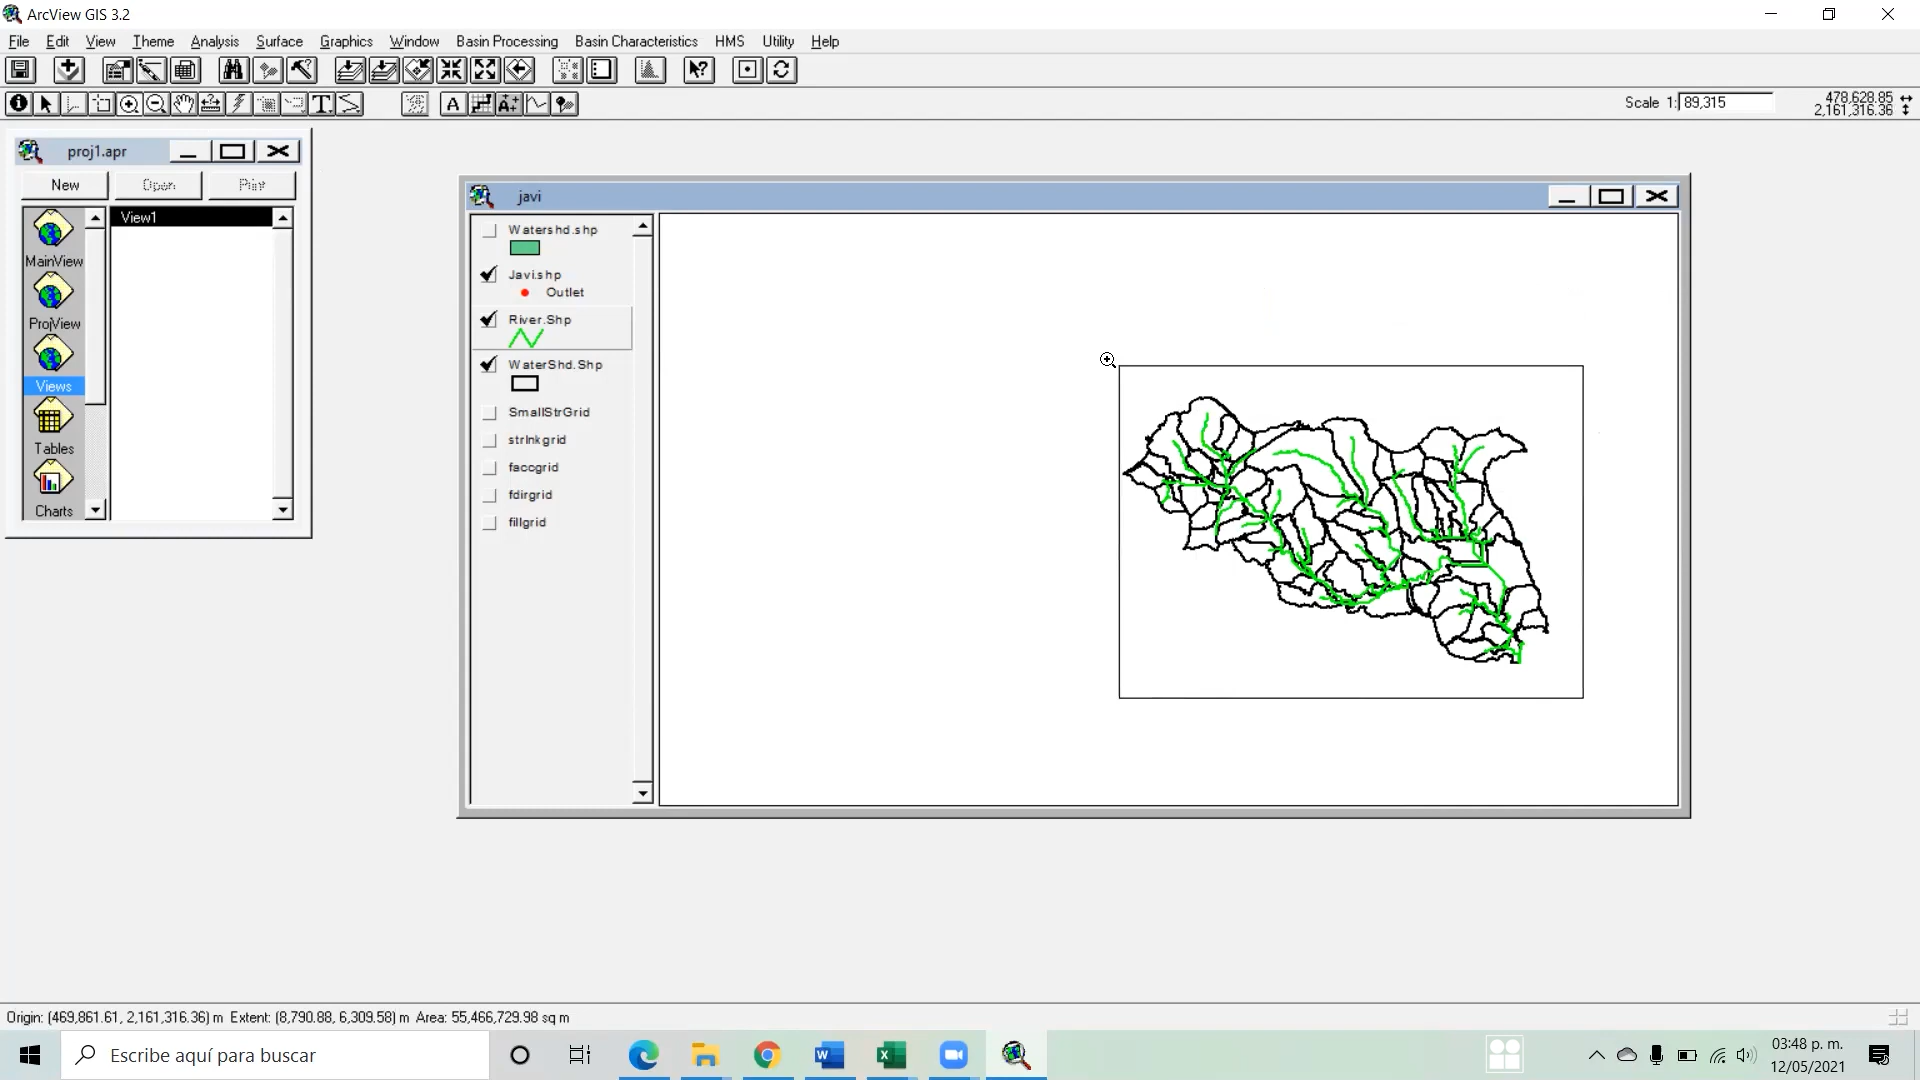 ArcView GIS 3.2
File Edit View Theme Analysis Surface Graphics Window Basin Processing Basin Characteristics HMS Utility Help
Scale 1: 89,315
478,628.85
2,161,316.36
proj1.apr
New Open Print
View1
MainView
ProjView
Views
Tables
Charts
javi
Watershd.shp
Javi.shp
Outlet
River.Shp
WaterShd.Shp
SmallStrGrid
strlnkgrid
faccgrid
fdirgrid
fillgrid
Origin: (469,861.61, 2,161,316.36) m Extent: (8,790.88, 6,309.58) m Area: 55,466,729.98 sq m
Escribe aquí para buscar
03:48 p. m.
12/05/2021